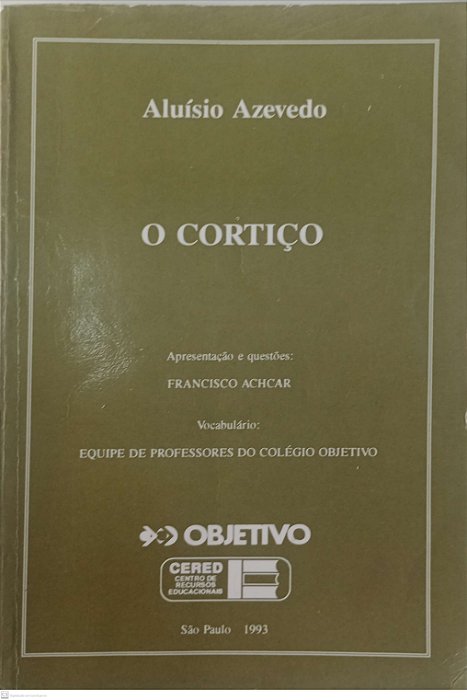 Aluísio Azevedo
O CORTIÇO
Apresentação e questões:
FRANCISCO ACHCAR
Vocabulário:
EQUIPE DE PROFESSORES DO COLÉGIO OBJETIVO
OBJETIVO
CERED
CENTRO DE
RECURSOS
EDUCACIONAIS
São Paulo 1993